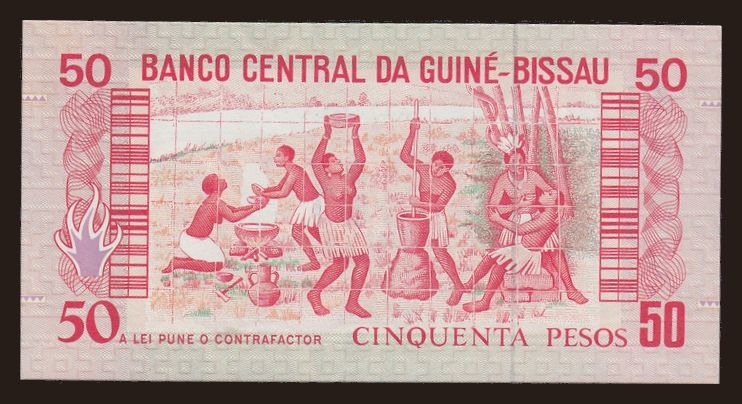 50 BANCO CENTRAL DA GUINÉ-BISSAU 50
50 A LEI PUNE O CONTRAFACTOR CINQUENTA PESOS 50